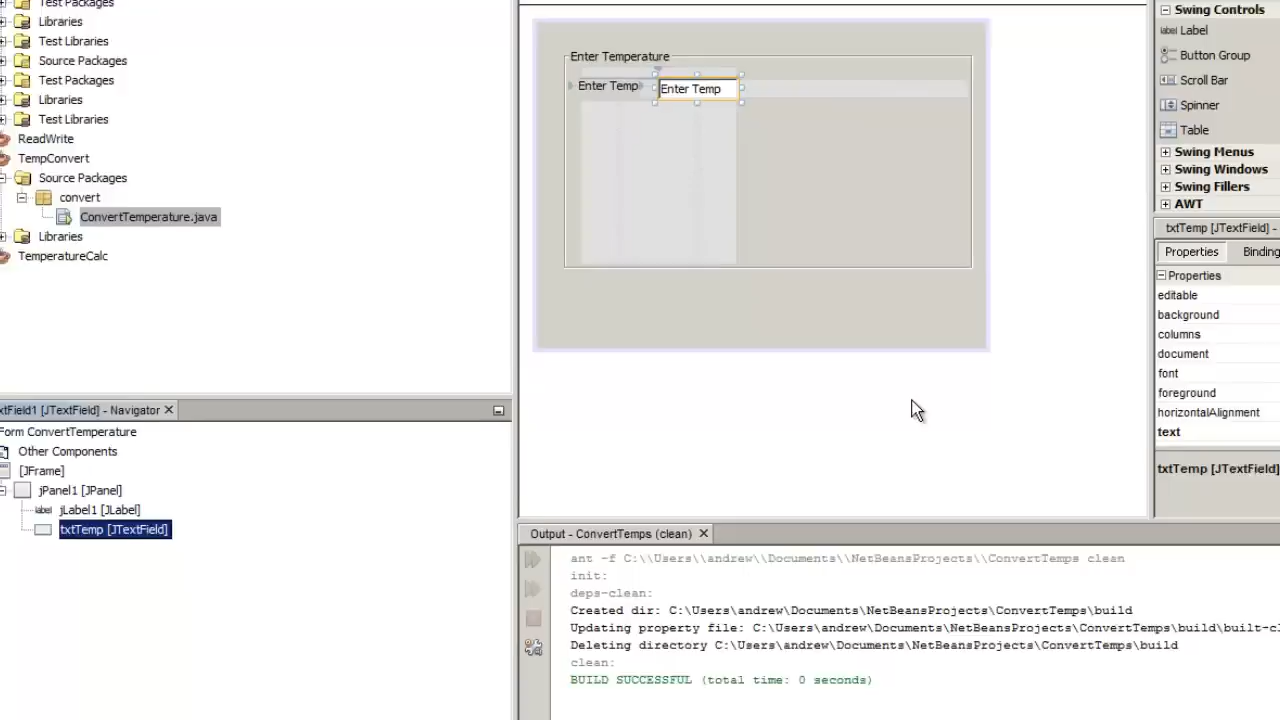 Test Packages
Libraries
Test Libraries
Source Packages
Test Packages
Libraries
Test Libraries
ReadWrite
TempConvert
Source Packages
convert
ConvertTemperature.java
Libraries
TemperatureCalc
xtField1 [JTextField] - Navigator
Form ConvertTemperature
Other Components
[JFrame]
jPanel1 [JPanel]
label jLabel1 [JLabel]
txtTemp [JTextField]
Enter Temperature
Enter Temp
Enter Temp
Output - ConvertTemps (clean)
ant -f C:\\Users\\andrew\\Documents\\NetBeansProjects\\ConvertTemps clean
init:
deps-clean:
Created dir: C:\Users\andrew\Documents\NetBeansProjects\ConvertTemps\build
Updating property file: C:\Users\andrew\Documents\NetBeansProjects\ConvertTemps\build\built-cl
Deleting directory C:\Users\andrew\Documents\NetBeansProjects\ConvertTemps\build
clean:
BUILD SUCCESSFUL (total time: 0 seconds)
Swing Controls
label Label
Button Group
Scroll Bar
Spinner
Table
Swing Menus
Swing Windows
Swing Fillers
AWT
txtTemp [JTextField] -
Properties Binding
Properties
editable
background
columns
document
font
foreground
horizontalAlignment
text
txtTemp [JTextField]